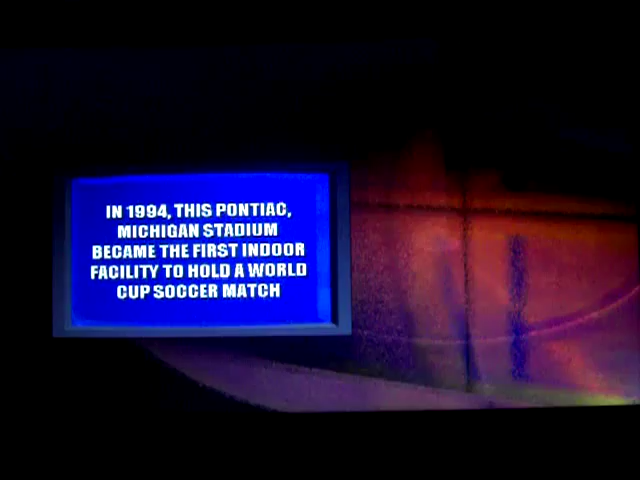 IN 1994, THIS PONTIAC,
MICHIGAN STADIUM
BECAME THE FIRST INDOOR
FACILITY TO HOLD A WORLD
CUP SOCCER MATCH